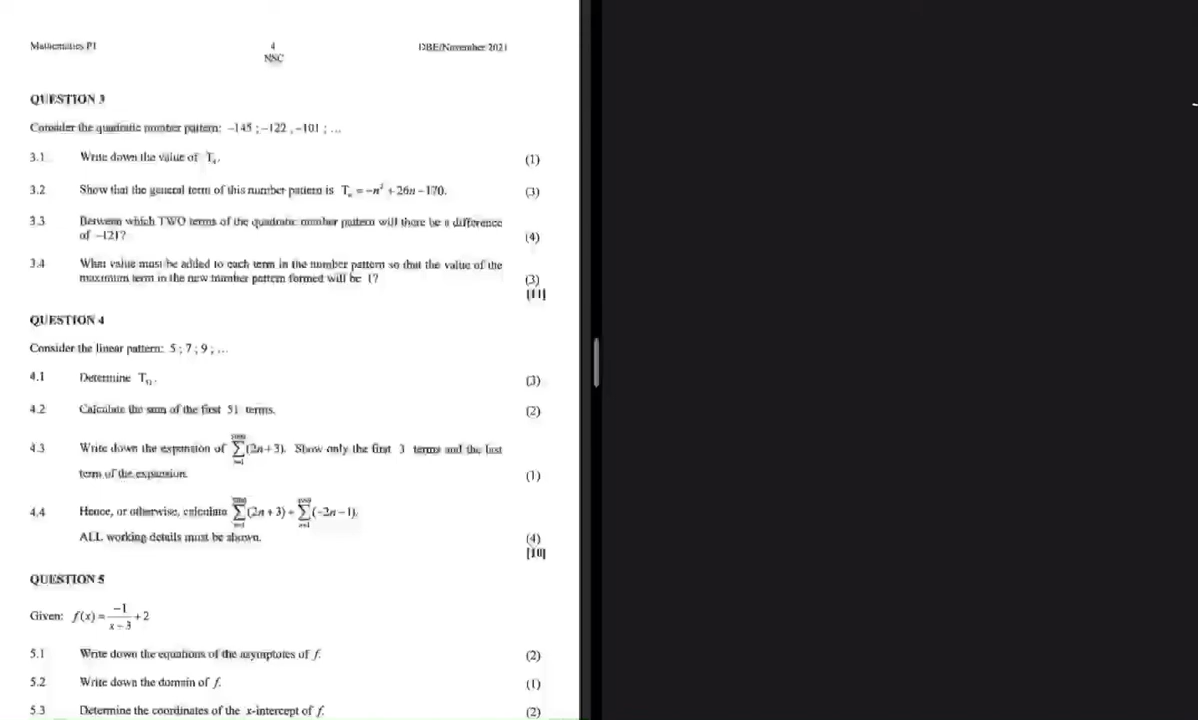 Mathematics P1 4 DBE/November 2021
NSC
QUESTION 3
Consider the quadratic number pattern: −145 ; −122 ; −101 ; …
3.1 Write down the value of T₄. (1)
3.2 Show that the general term of this number pattern is Tₙ = −n² + 26n − 170. (3)
3.3 Between which TWO terms of the quadratic number pattern will there be a difference
of −121? (4)
3.4 What value must be added to each term in the number pattern so that the value of the
maximum term in the new number pattern formed will be 1? (3)
[11]
QUESTION 4
Consider the linear pattern: 5 ; 7 ; 9 ; …
4.1 Determine (3)
4.2 Calculate the sum of the first 51 terms. (2)
4.3 Write down the expansion of ∑(2n + 3). Show only the first 3 terms and the last
term of the expansion. (1)
4.4 Hence, or otherwise, calculate ∑(2n + 3) + ∑(−2n − 1).
ALL working details must be shown. (4)
[10]
QUESTION 5
Given: f(x) = −1/(x − 3) + 2
5.1 Write down the equations of the asymptotes of f. (2)
5.2 Write down the domain of f. (1)
5.3 Determine the coordinates of the x-intercept of f. (2)